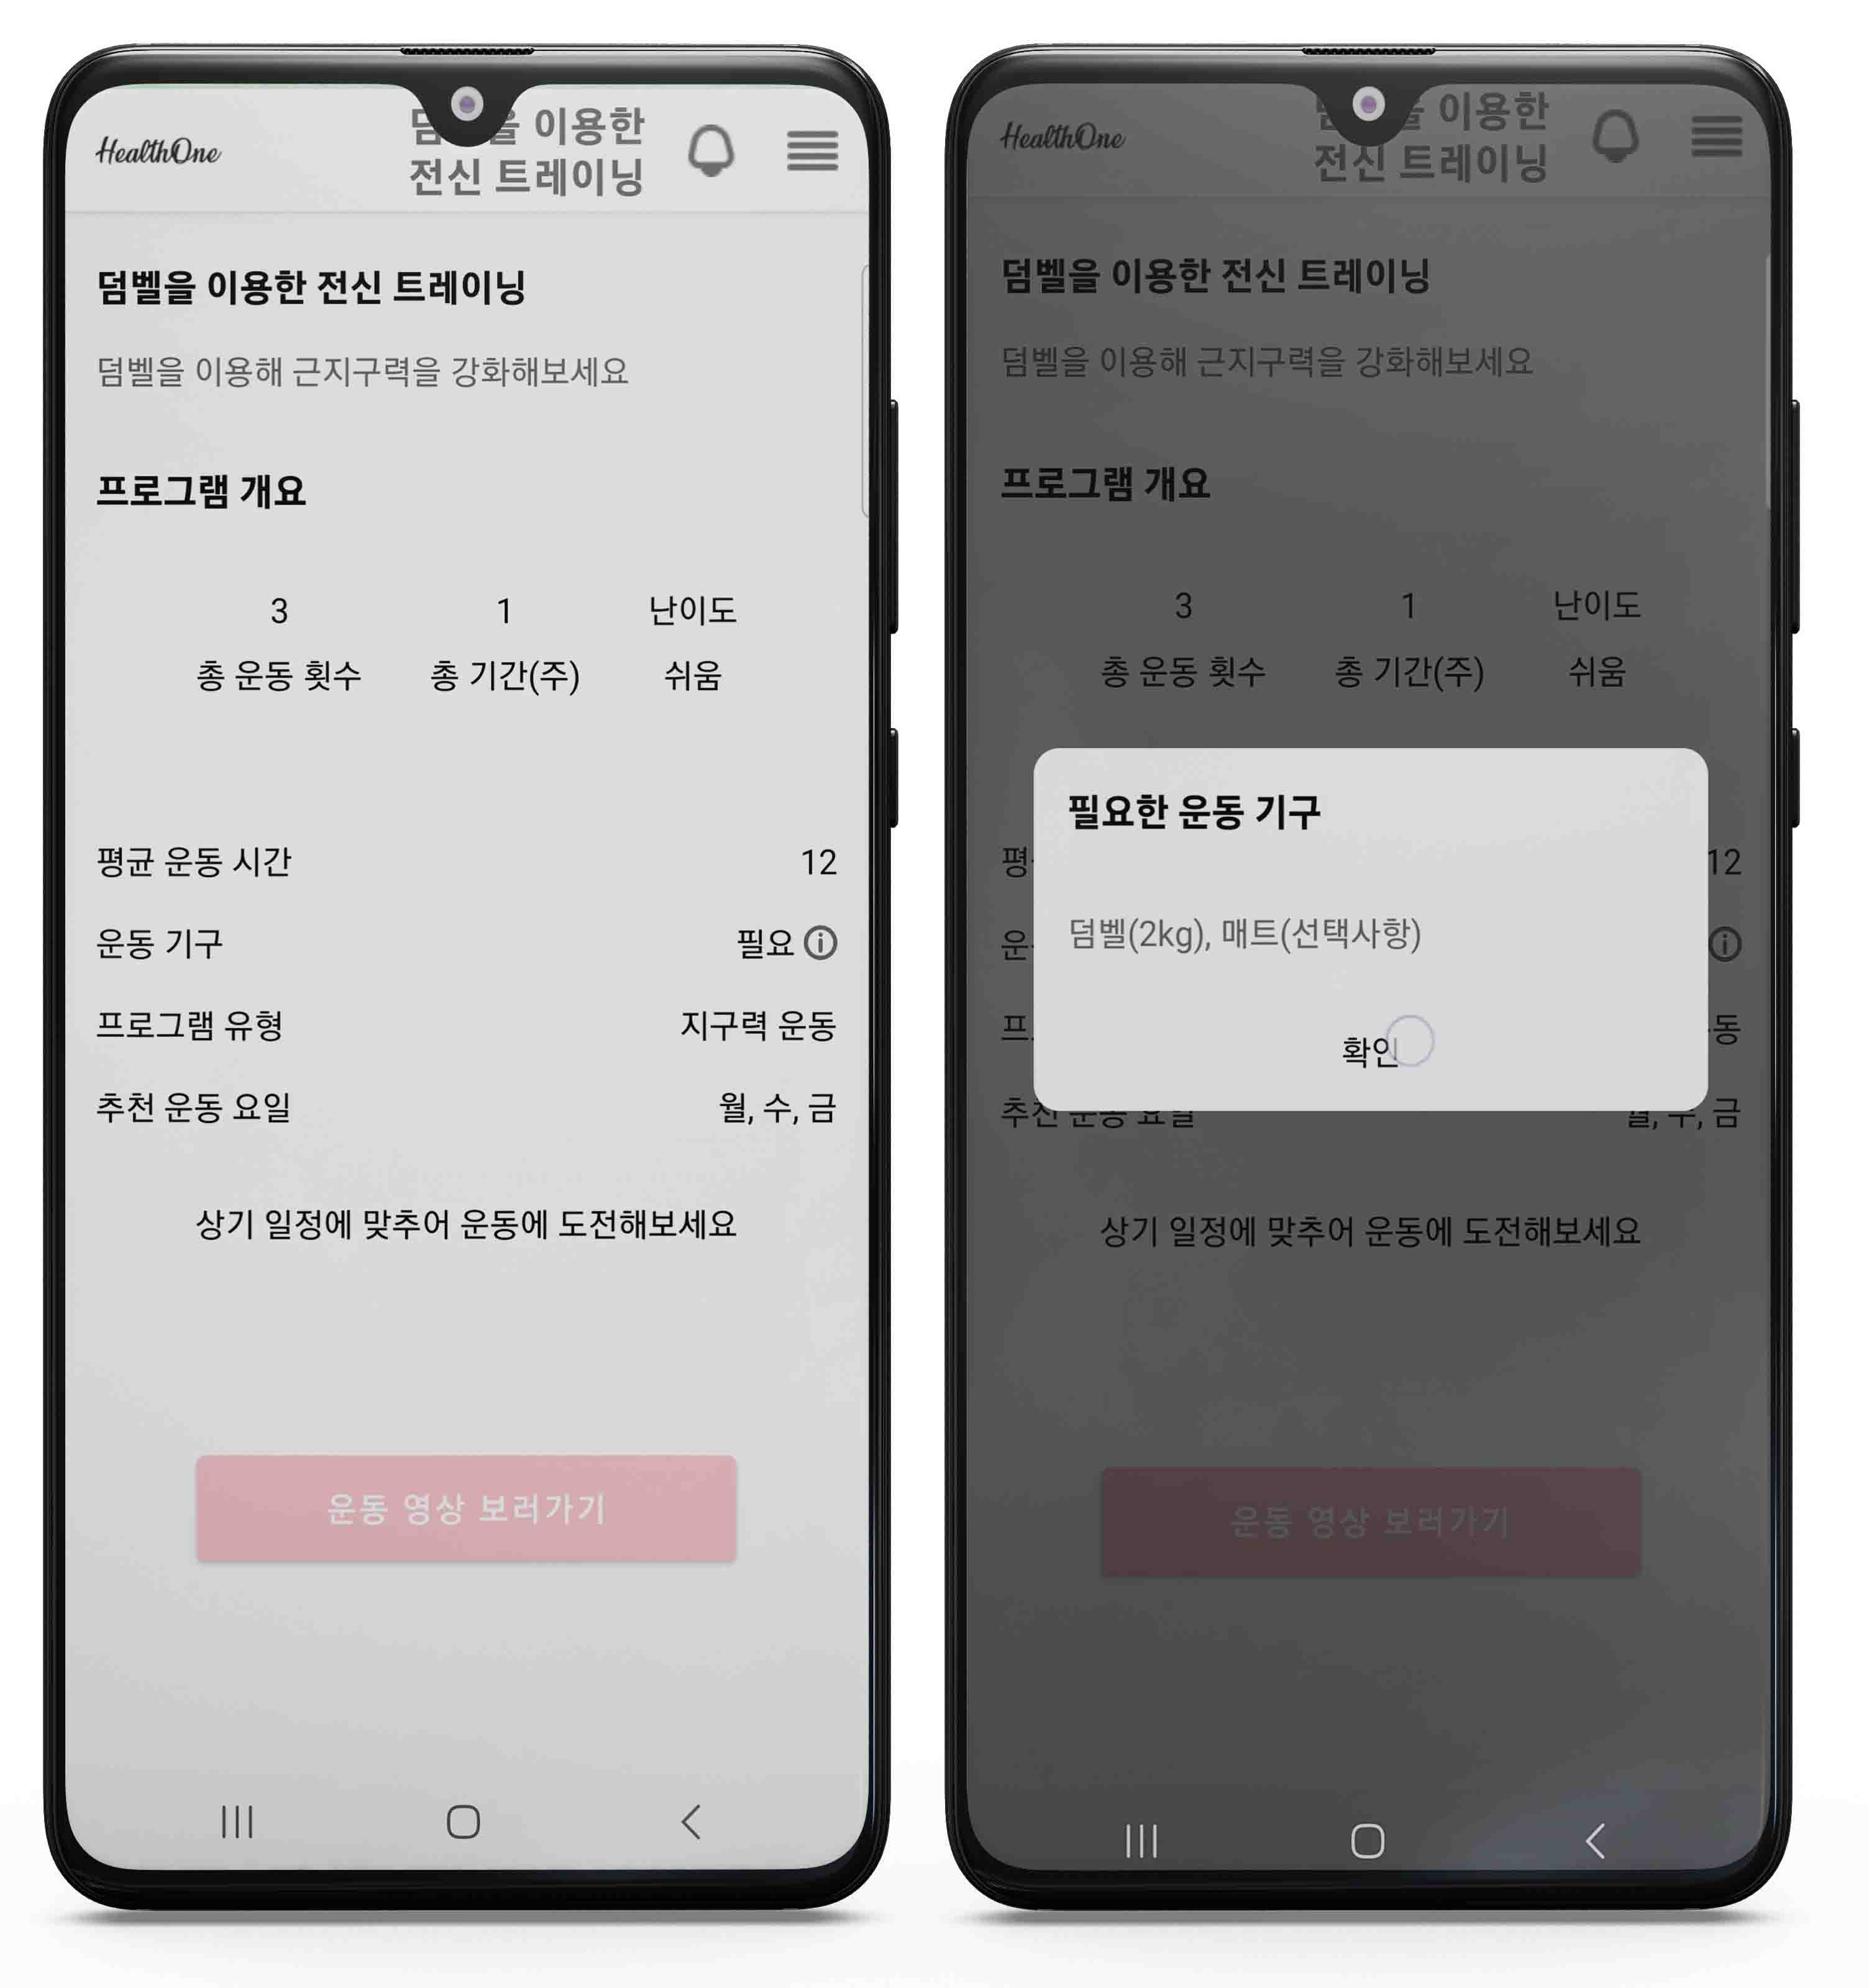 HealthOne
을 이용한
전신 트레이닝
덤벨을 이용한 전신 트레이닝
덤벨을 이용해 근지구력을 강화해보세요
프로그램 개요
3 1 난이도
총 운동 횟수 총 기간(주) 쉬움
평균 운동 시간 12
운동 기구 필요
프로그램 유형 지구력 운동
추천 운동 요일 월, 수, 금
상기 일정에 맞추어 운동에 도전해보세요
운동 영상 보러가기
HealthOne
이용한
전신 트레이닝
덤벨을 이용한 전신 트레이닝
덤벨을 이용해 근지구력을 강화해보세요
프로그램 개요
3 1 난이도
총 운동 횟수 총 기간(주) 쉬움
필요한 운동 기구
평 12
덤벨(2kg), 매트(선택사항)
운
프 동
확인
추천 운동 요일 월, 수, 금
상기 일정에 맞추어 운동에 도전해보세요
운동 영상 보러가기